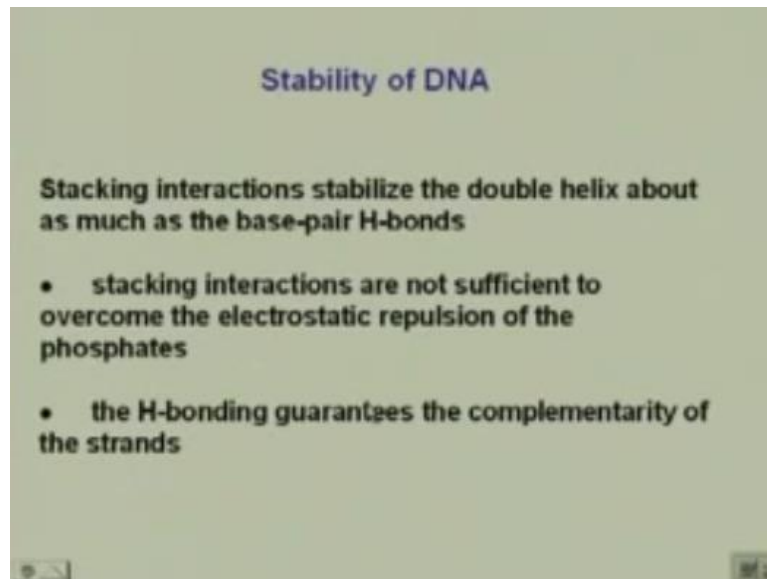 Stability of DNA
Stacking interactions stabilize the double helix about
as much as the base-pair H-bonds
• stacking interactions are not sufficient to
overcome the electrostatic repulsion of the
phosphates
• the H-bonding guarantees the complementarity of
the strands